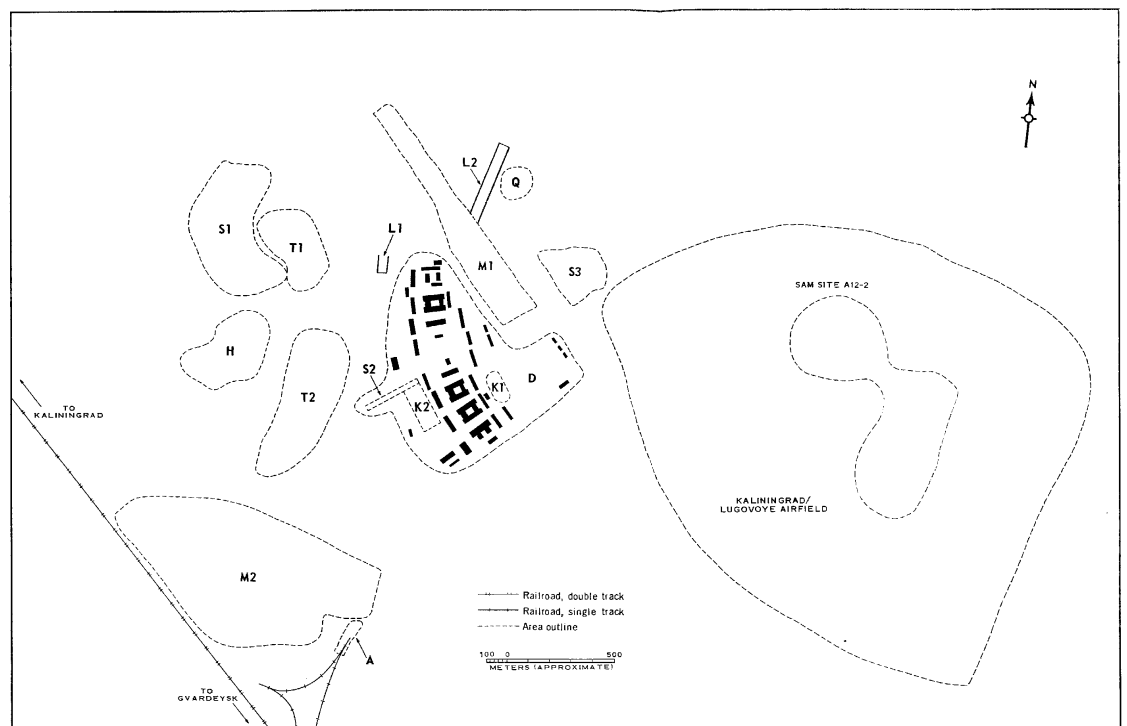 N
L2
Q
S1
T1
L1
M1
S3
SAM SITE A12-2
H
S2
D
K1
T2
K2
TO
KALININGRAD
KALININGRAD/
LUGOVOYE AIRFIELD
M2
Railroad, double track
Railroad, single track
Area outline
A
100 0 500
METERS (APPROXIMATE)
TO
GVARDEYSK